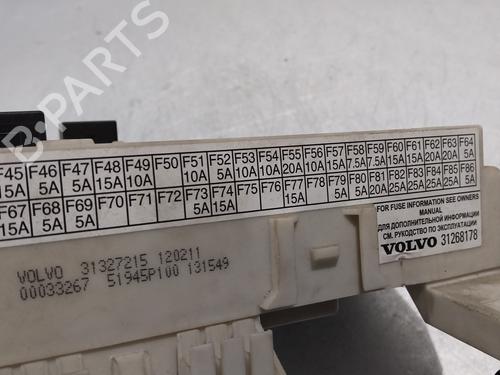 F45 F46 F47 F48 F49 F50 F51 F52 F53 F54 F55 F56 F57 F58 F59 F60 F61 F62 F63 F64
15A 5A 5A 15A 10A 10A 5A 10A 10A 20A 10A 15A 7.5A 7.5A 15A 15A 20A 20A 5A
F67 F68 F69 F70 F71 F72 F73 F74 F75 F76 F77 F78 F79 F80 F81 F82 F83 F84 F85 F86
15A 5A 5A 5A 15A 15A 5A 5A 20A 25A 25A 25A 25A 5A
FOR FUSE INFORMATION SEE OWNERS
MANUAL
ДЛЯ ДОПОЛНИТЕЛЬНОЙ ИНФОРМАЦИИ
СМ. РУКОВОДСТВО ПО ЭКСПЛУАТАЦИИ
VOLVO 31268178
VOLVO 31327215 120211
00033267 51945P100 131549
B-PARTS